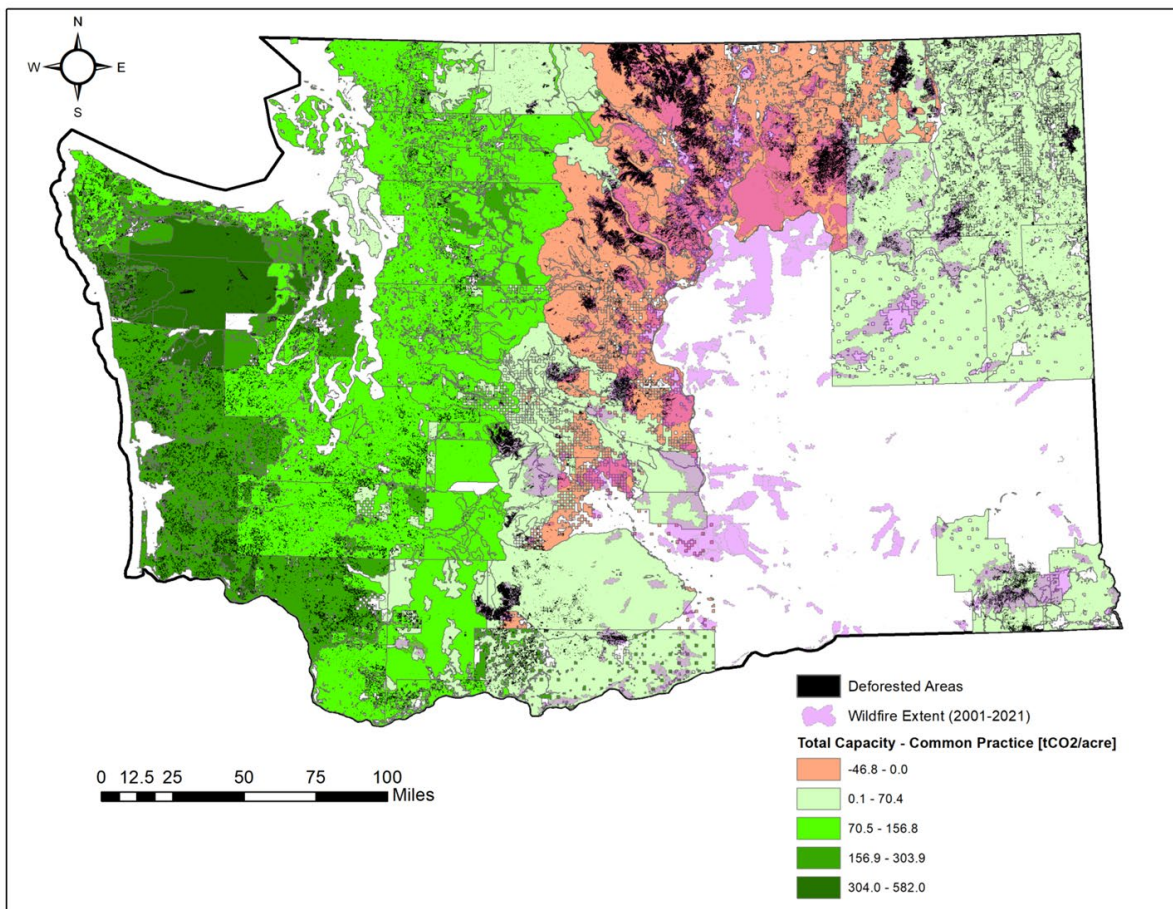 N
W E
S
Deforested Areas
Wildfire Extent (2001-2021)
Total Capacity - Common Practice [tCO2/acre]
-46.8 - 0.0
0.1 - 70.4
70.5 - 156.8
156.9 - 303.9
304.0 - 582.0
0 12.5 25 50 75 100
Miles